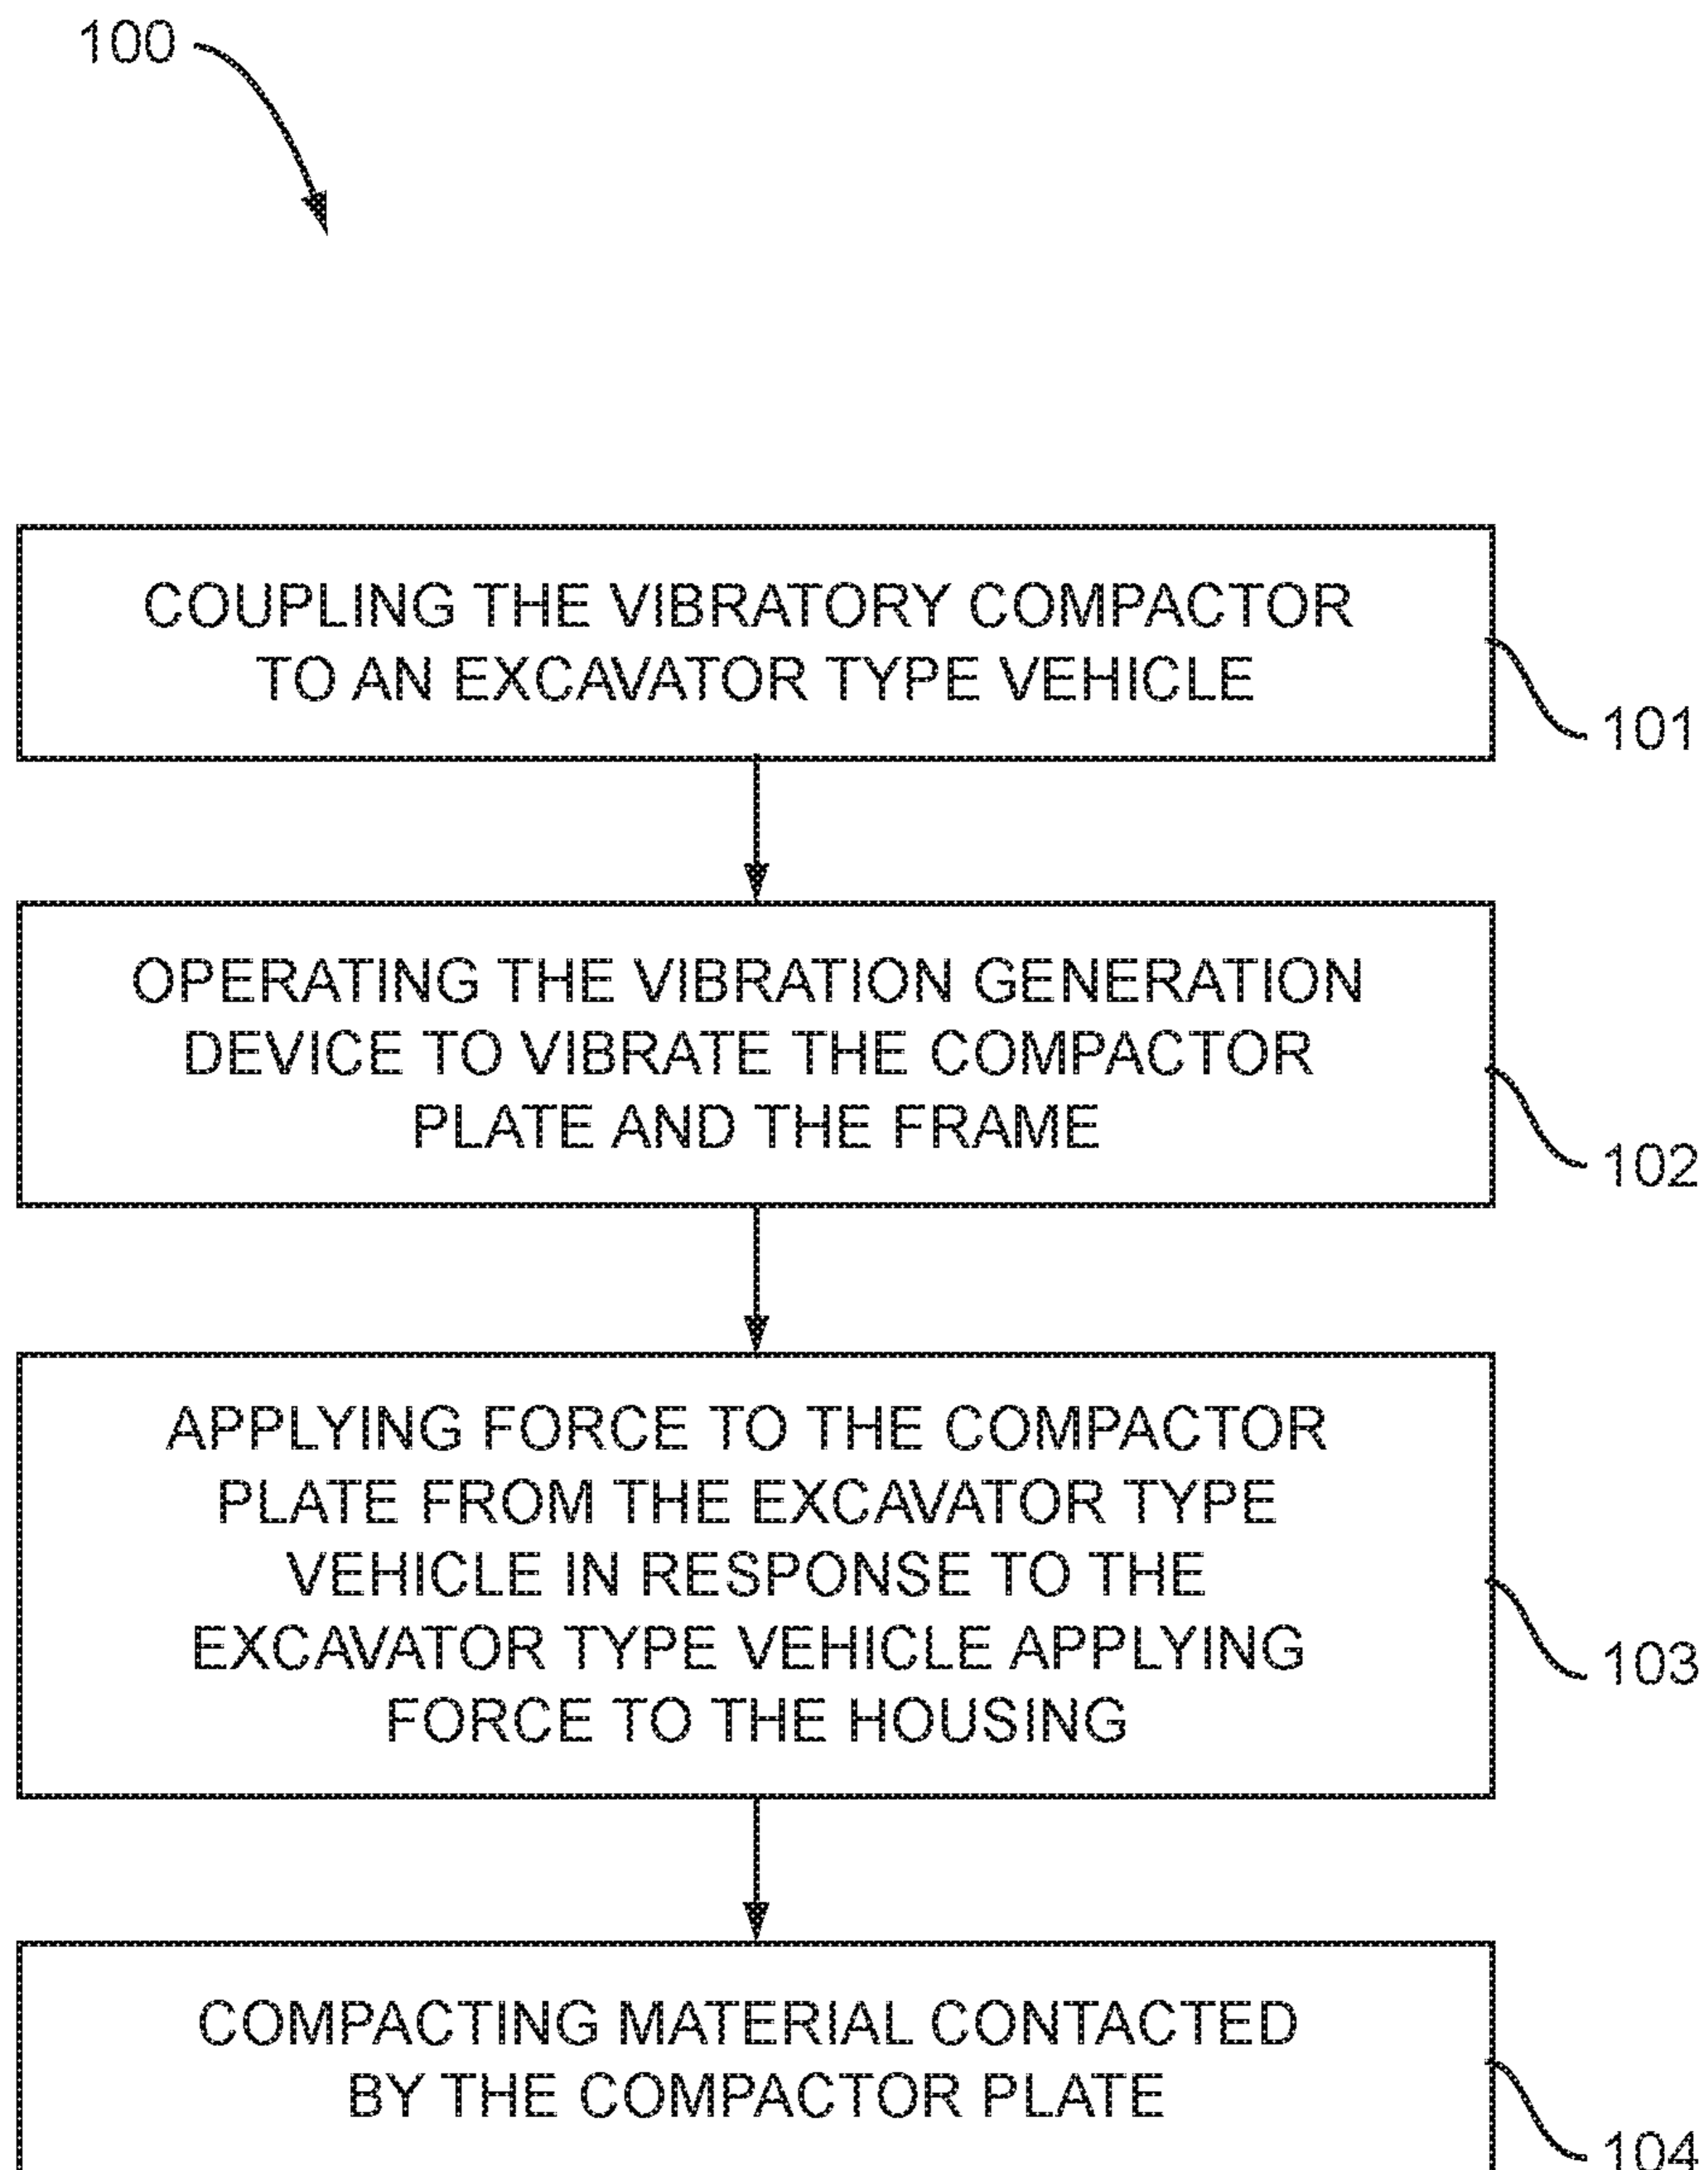 100
COUPLING THE VIBRATORY COMPACTOR
TO AN EXCAVATOR TYPE VEHICLE
101
OPERATING THE VIBRATION GENERATION
DEVICE TO VIBRATE THE COMPACTOR
PLATE AND THE FRAME
102
APPLYING FORCE TO THE COMPACTOR
PLATE FROM THE EXCAVATOR TYPE
VEHICLE IN RESPONSE TO THE
EXCAVATOR TYPE VEHICLE APPLYING
FORCE TO THE HOUSING
103
COMPACTING MATERIAL CONTACTED
BY THE COMPACTOR PLATE
104